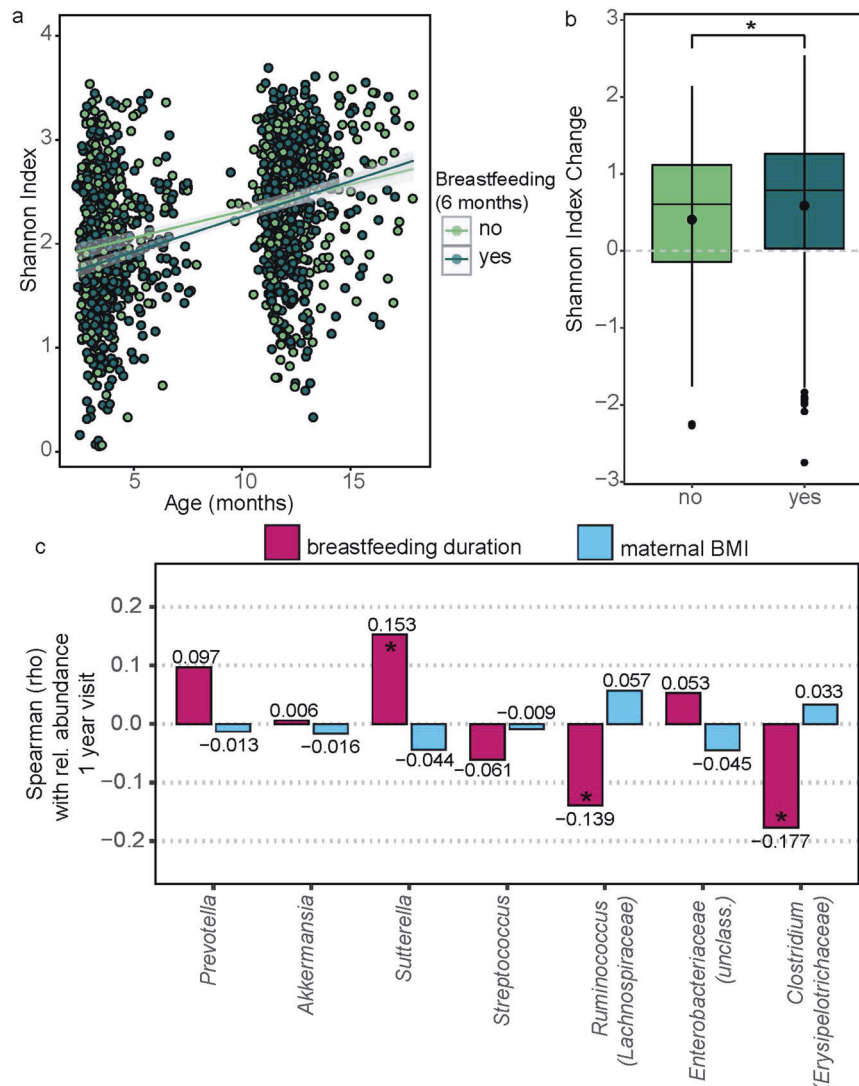 a
Shannon Index
4
3
2
1
0
5
10
15
Age (months)
Breastfeeding
(6 months)
no
yes
b
Shannon Index Change
3
2
1
0
−1
−2
−3
*
no
yes
c
breastfeeding duration
maternal BMI
Spearman (rho)
with rel. abundance
1 year visit
0.2
0.1
0.0
−0.1
−0.2
0.097
−0.013
0.006
−0.016
0.153
*
−0.044
−0.061
−0.009
−0.139
*
0.057
0.053
−0.045
−0.177
*
0.033
Prevotella
Akkermansia
Sutterella
Streptococcus
Ruminococcus
(Lachnospiraceae)
Enterobacteriaceae
(unclass.)
Clostridium
(Erysipelotrichaceae)